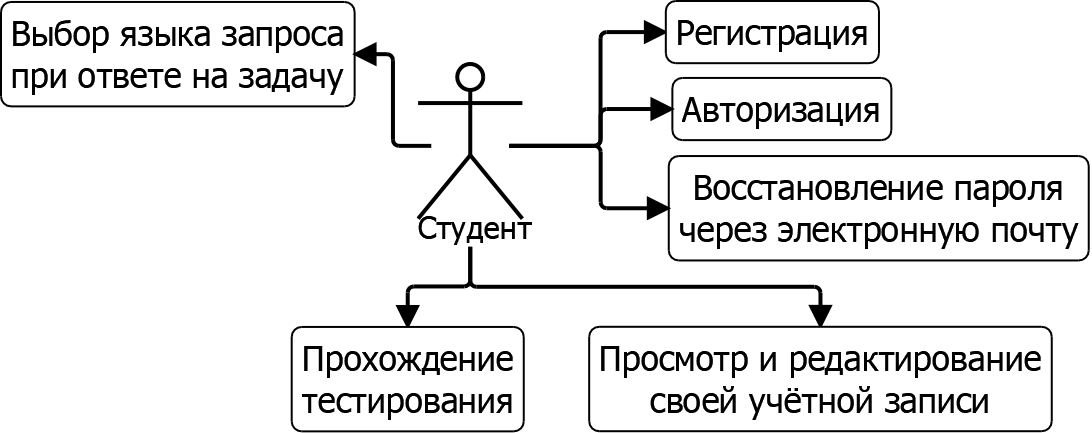 Выбор языка запроса
при ответе на задачу
Регистрация
Авторизация
Восстановление пароля
через электронную почту
Студент
Прохождение
тестирования
Просмотр и редактирование
своей учётной записи